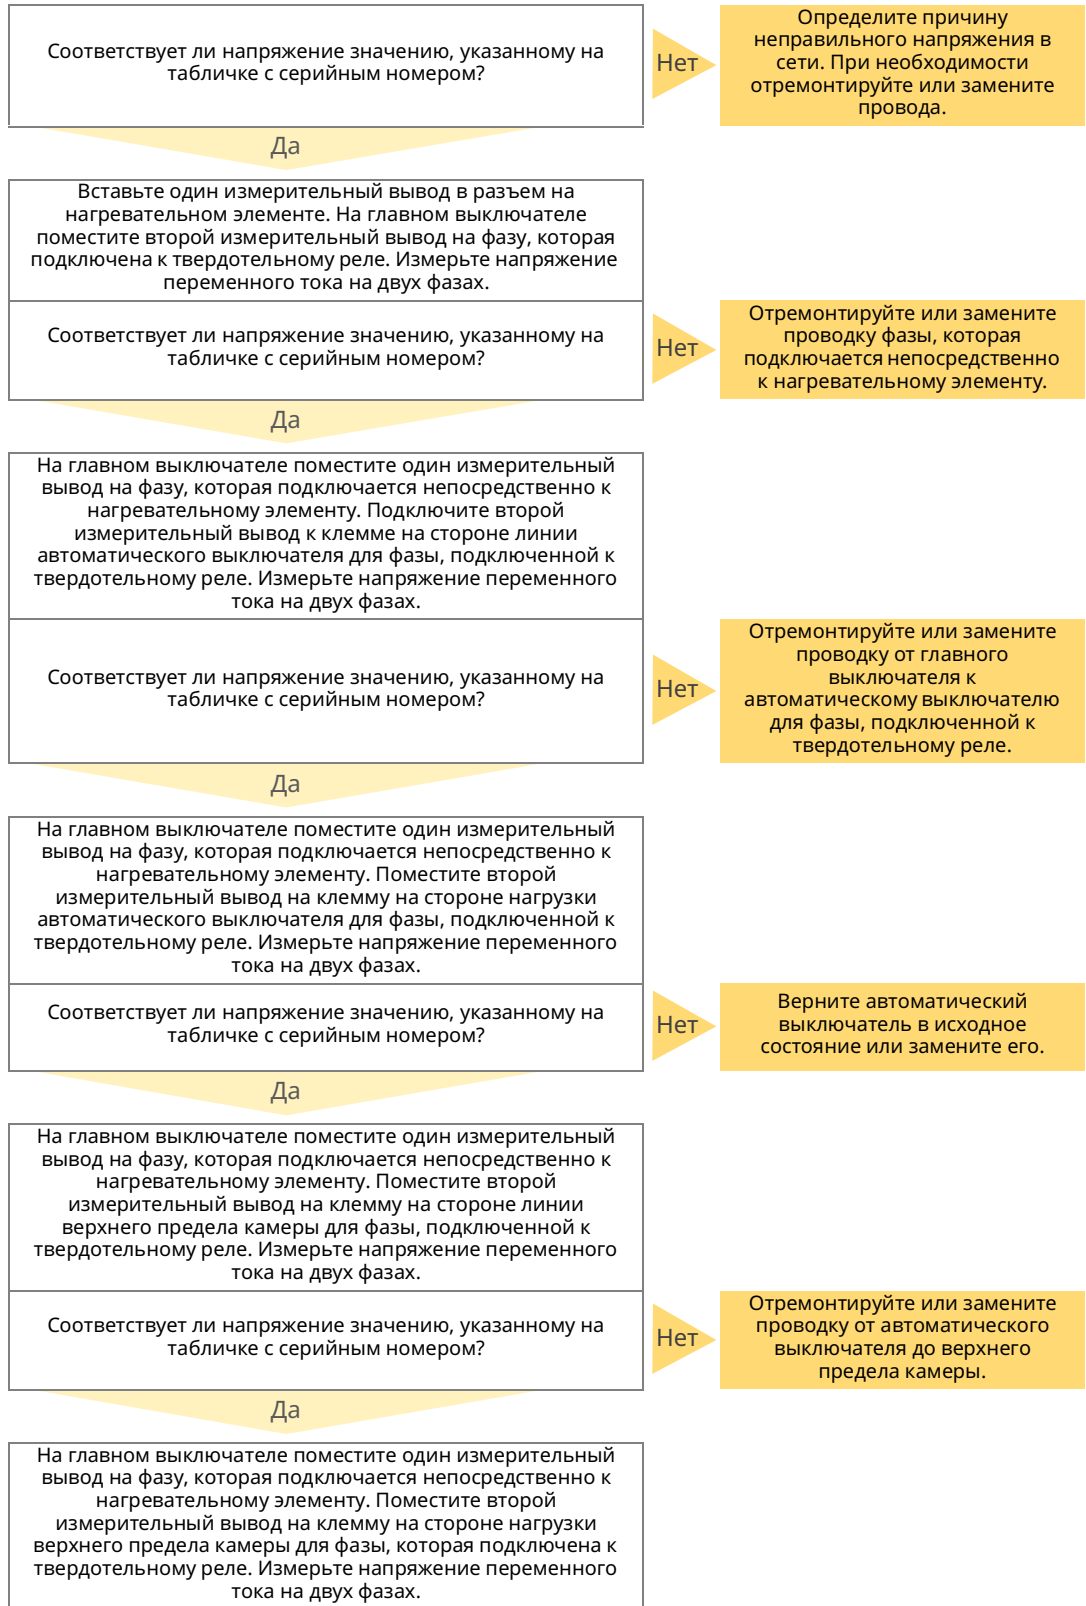 Соответствует ли напряжение значению, указанному на
табличке с серийным номером?
Нет
Определите причину
неправильного напряжения в
сети. При необходимости
отремонтируйте или замените
провода.
Да
Вставьте один измерительный вывод в разъем на
нагревательном элементе. На главном выключателе
поместите второй измерительный вывод на фазу, которая
подключена к твердотельному реле. Измерьте напряжение
переменного тока на двух фазах.
Соответствует ли напряжение значению, указанному на
табличке с серийным номером?
Нет
Отремонтируйте или замените
проводку фазы, которая
подключается непосредственно
к нагревательному элементу.
Да
На главном выключателе поместите один измерительный
вывод на фазу, которая подключается непосредственно к
нагревательному элементу. Подключите второй
измерительный вывод к клемме на стороне линии
автоматического выключателя для фазы, подключенной к
твердотельному реле. Измерьте напряжение переменного
тока на двух фазах.
Соответствует ли напряжение значению, указанному на
табличке с серийным номером?
Нет
Отремонтируйте или замените
проводку от главного
выключателя к
автоматическому выключателю
для фазы, подключенной к
твердотельному реле.
Да
На главном выключателе поместите один измерительный
вывод на фазу, которая подключается непосредственно к
нагревательному элементу. Поместите второй
измерительный вывод на клемму на стороне нагрузки
автоматического выключателя для фазы, подключенной к
твердотельному реле. Измерьте напряжение переменного
тока на двух фазах.
Соответствует ли напряжение значению, указанному на
табличке с серийным номером?
Нет
Верните автоматический
выключатель в исходное
состояние или замените его.
Да
На главном выключателе поместите один измерительный
вывод на фазу, которая подключается непосредственно к
нагревательному элементу. Поместите второй
измерительный вывод на клемму на стороне линии
верхнего предела камеры для фазы, подключенной к
твердотельному реле. Измерьте напряжение переменного
тока на двух фазах.
Соответствует ли напряжение значению, указанному на
табличке с серийным номером?
Нет
Отремонтируйте или замените
проводку от автоматического
выключателя до верхнего
предела камеры.
Да
На главном выключателе поместите один измерительный
вывод на фазу, которая подключается непосредственно к
нагревательному элементу. Поместите второй
измерительный вывод на клемму на стороне нагрузки
верхнего предела камеры для фазы, которая подключена к
твердотельному реле. Измерьте напряжение переменного
тока на двух фазах.